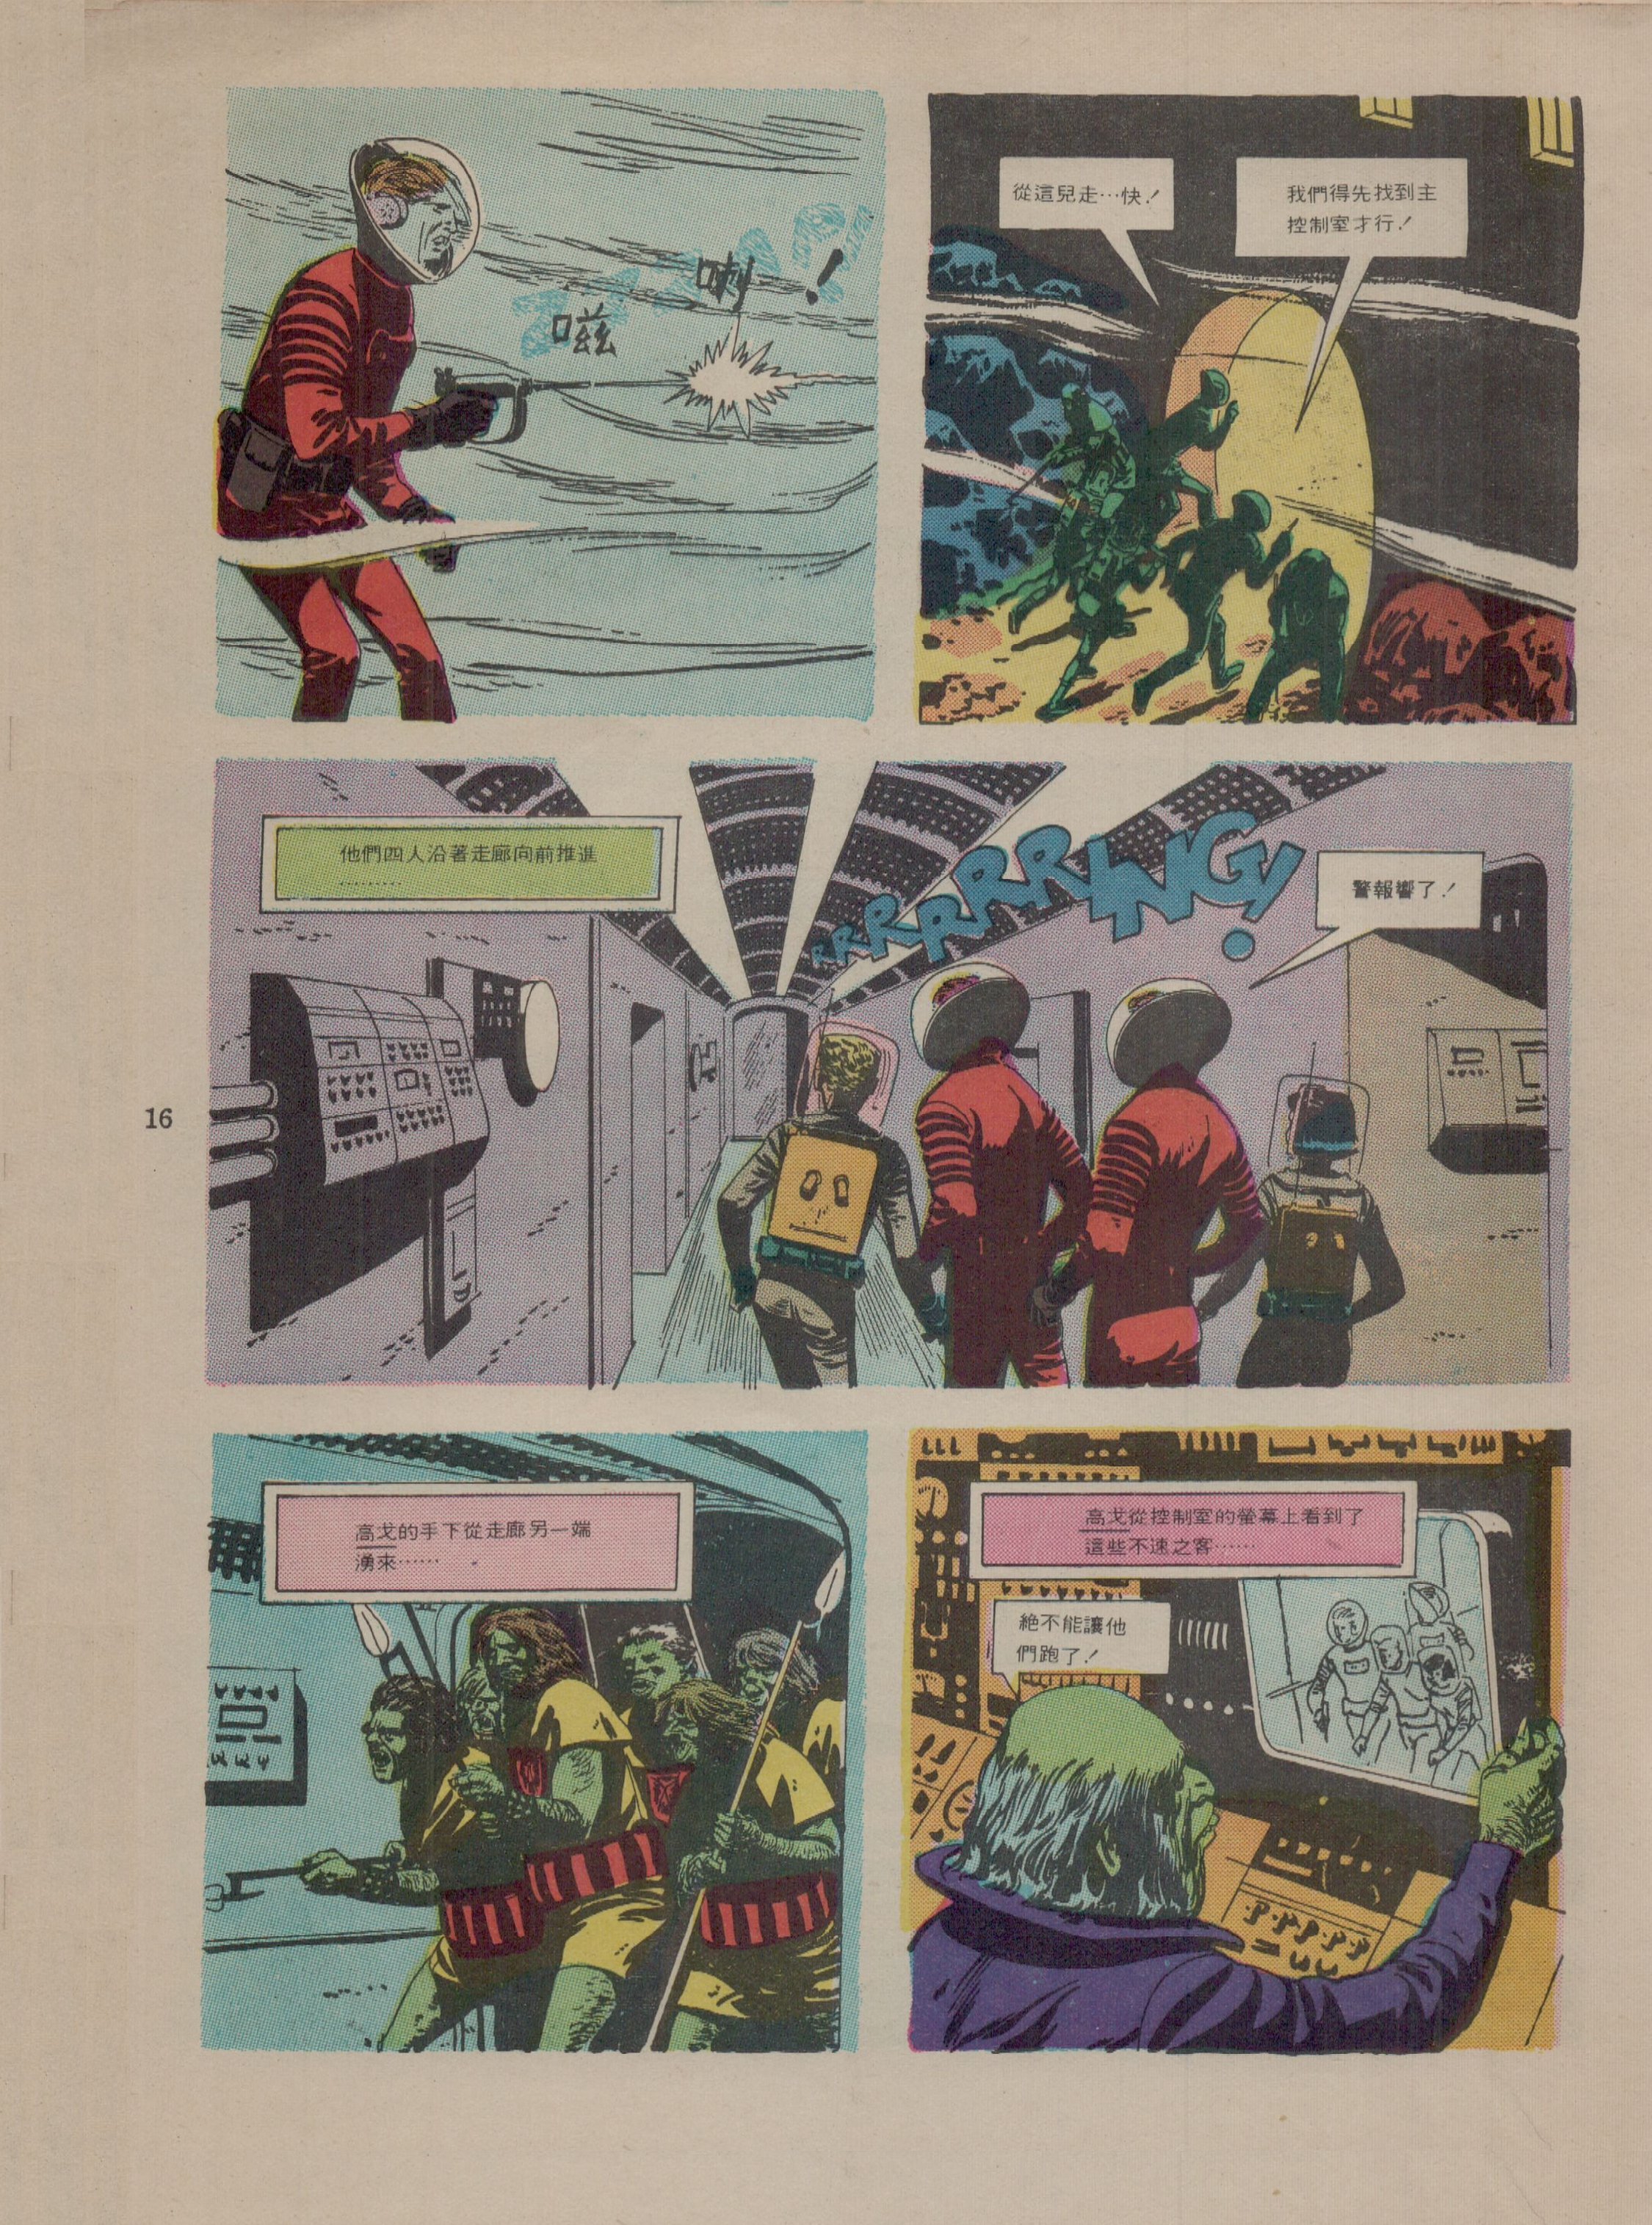 嗞喇!
從這兒走…快!
我們得先找到主
控制室才行!
他們四人沿著走廊向前推進
………
RRRRRRRING!
警報響了!
16
高戈的手下從走廊另一端
湧來……
高戈從控制室的螢幕上看到了
這些不速之客……
絕不能讓他
們跑了!